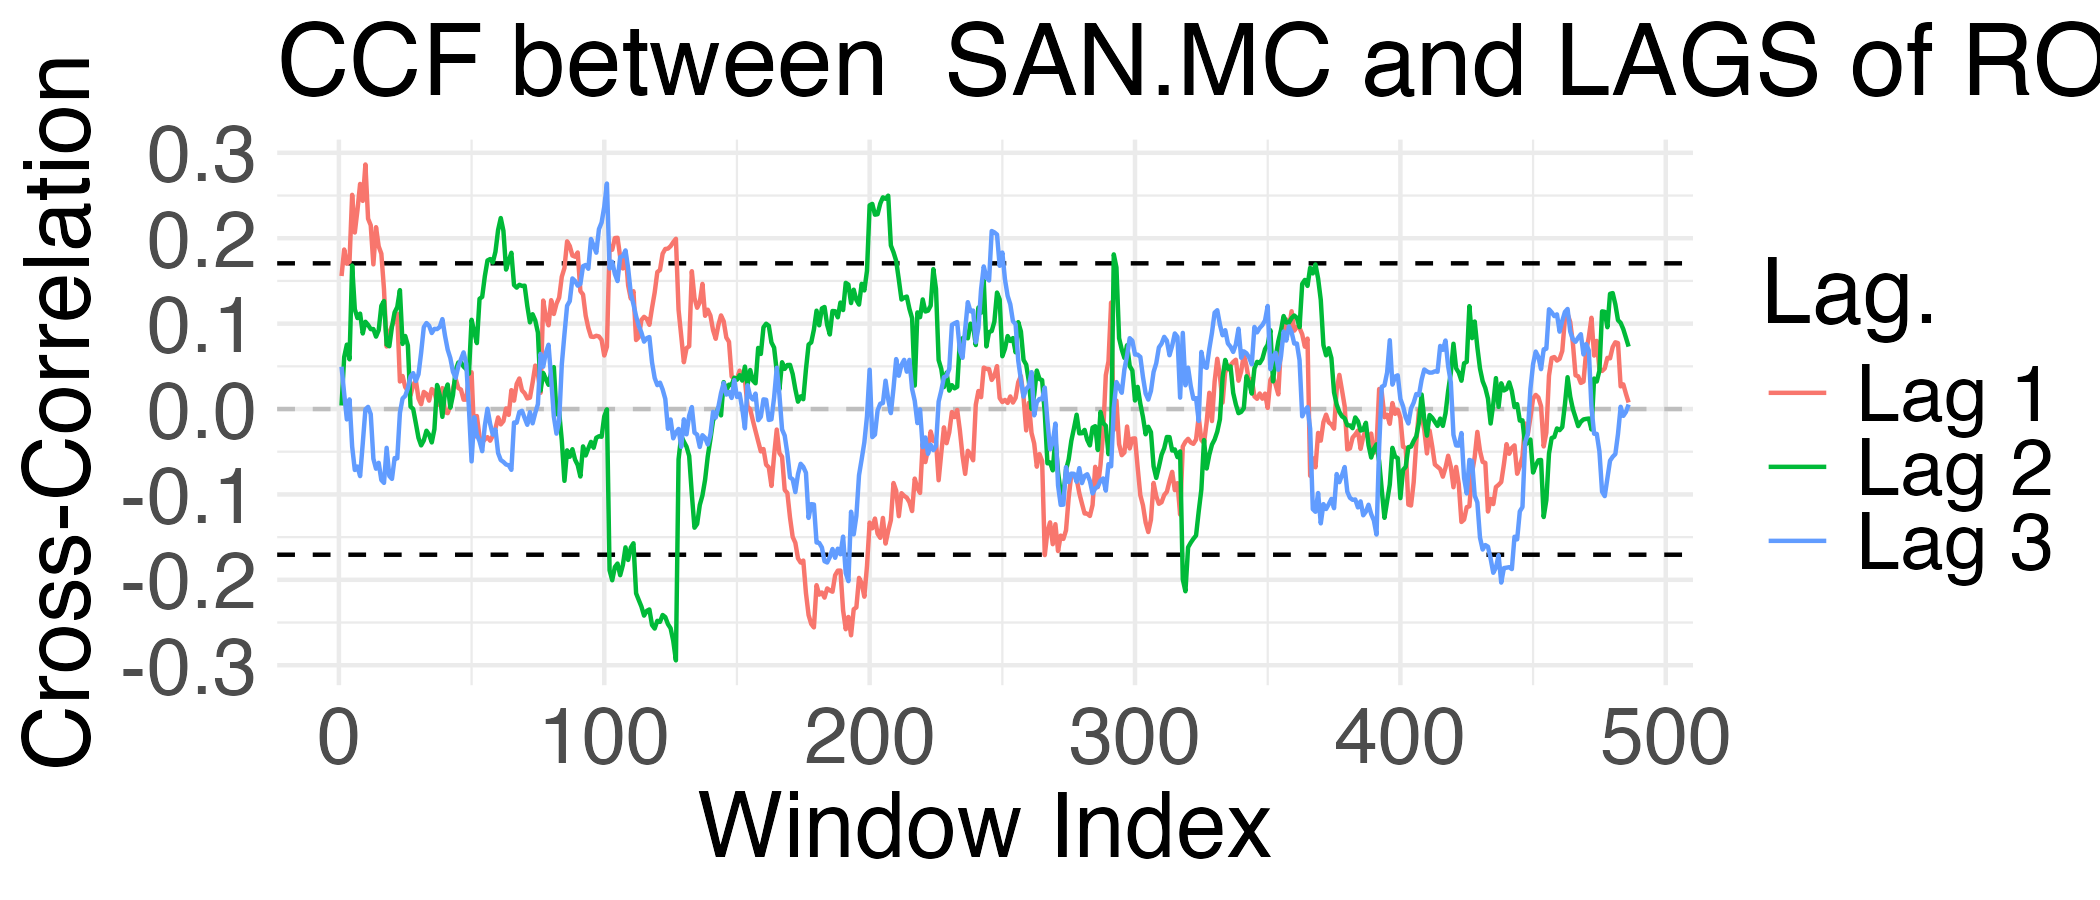 CCF between  SAN.MC and LAGS of RO
Cross-Correlation
0.3
0.2
0.1
0.0
-0.1
-0.2
-0.3
0 100 200 300 400 500
Window Index
Lag.
Lag 1
Lag 2
Lag 3